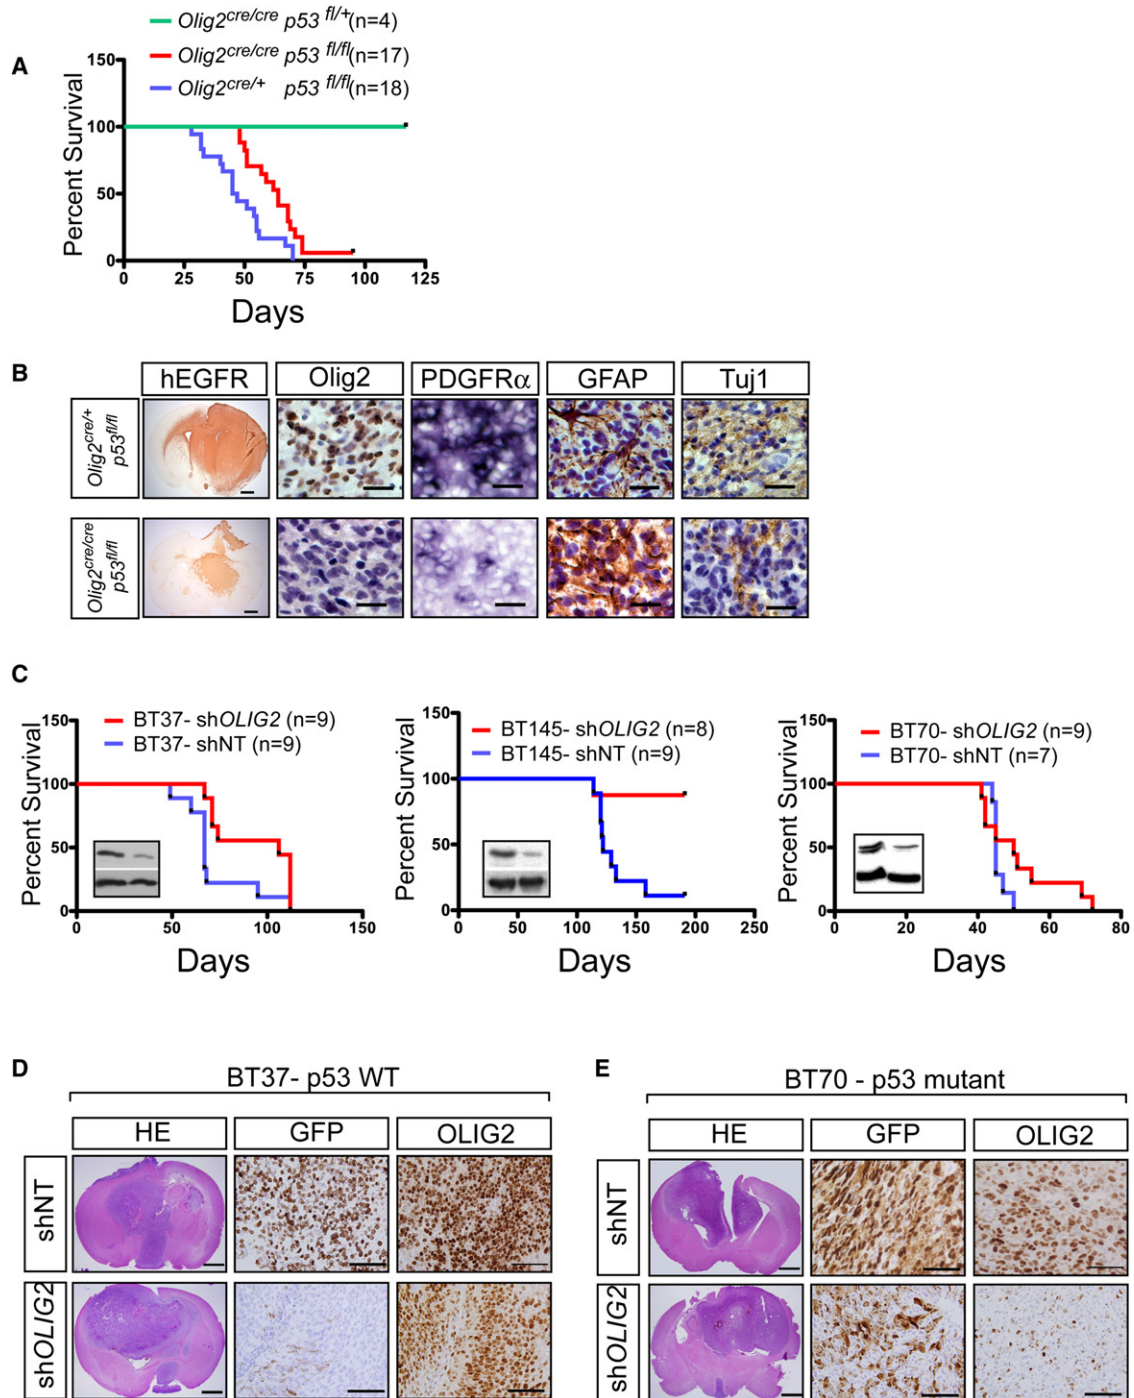 A
Olig2cre/cre p53 fl/+(n=4)
Olig2cre/cre p53 fl/fl(n=17)
Olig2cre/+ p53 fl/fl(n=18)
Percent Survival
150
100
50
0
0 25 50 75 100 125
Days
B
hEGFR Olig2 PDGFRα GFAP Tuj1
Olig2cre/+
p53fl/fl
Olig2cre/cre
p53fl/fl
C
BT37- shOLIG2 (n=9)
BT37- shNT (n=9)
Percent Survival
150
100
50
0
0 50 100 150
Days
BT145- shOLIG2 (n=8)
BT145- shNT (n=9)
Percent Survival
150
100
50
0
0 50 100 150 200 250
Days
BT70- shOLIG2 (n=9)
BT70- shNT (n=7)
Percent Survival
150
100
50
0
0 20 40 60 80
Days
D
BT37- p53 WT
HE GFP OLIG2
shNT
shOLIG2
E
BT70 - p53 mutant
HE GFP OLIG2
shNT
shOLIG2